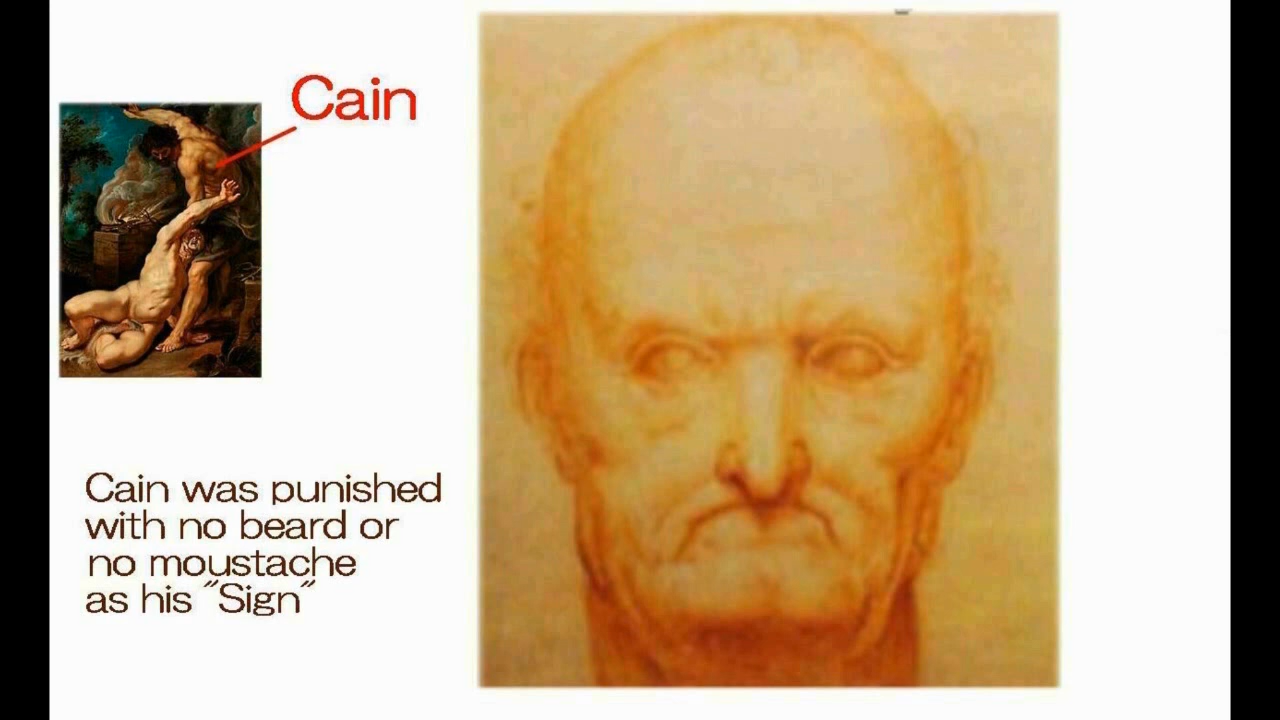 Cain
Cain was punished
with no beard or
no moustache
as his "Sign"